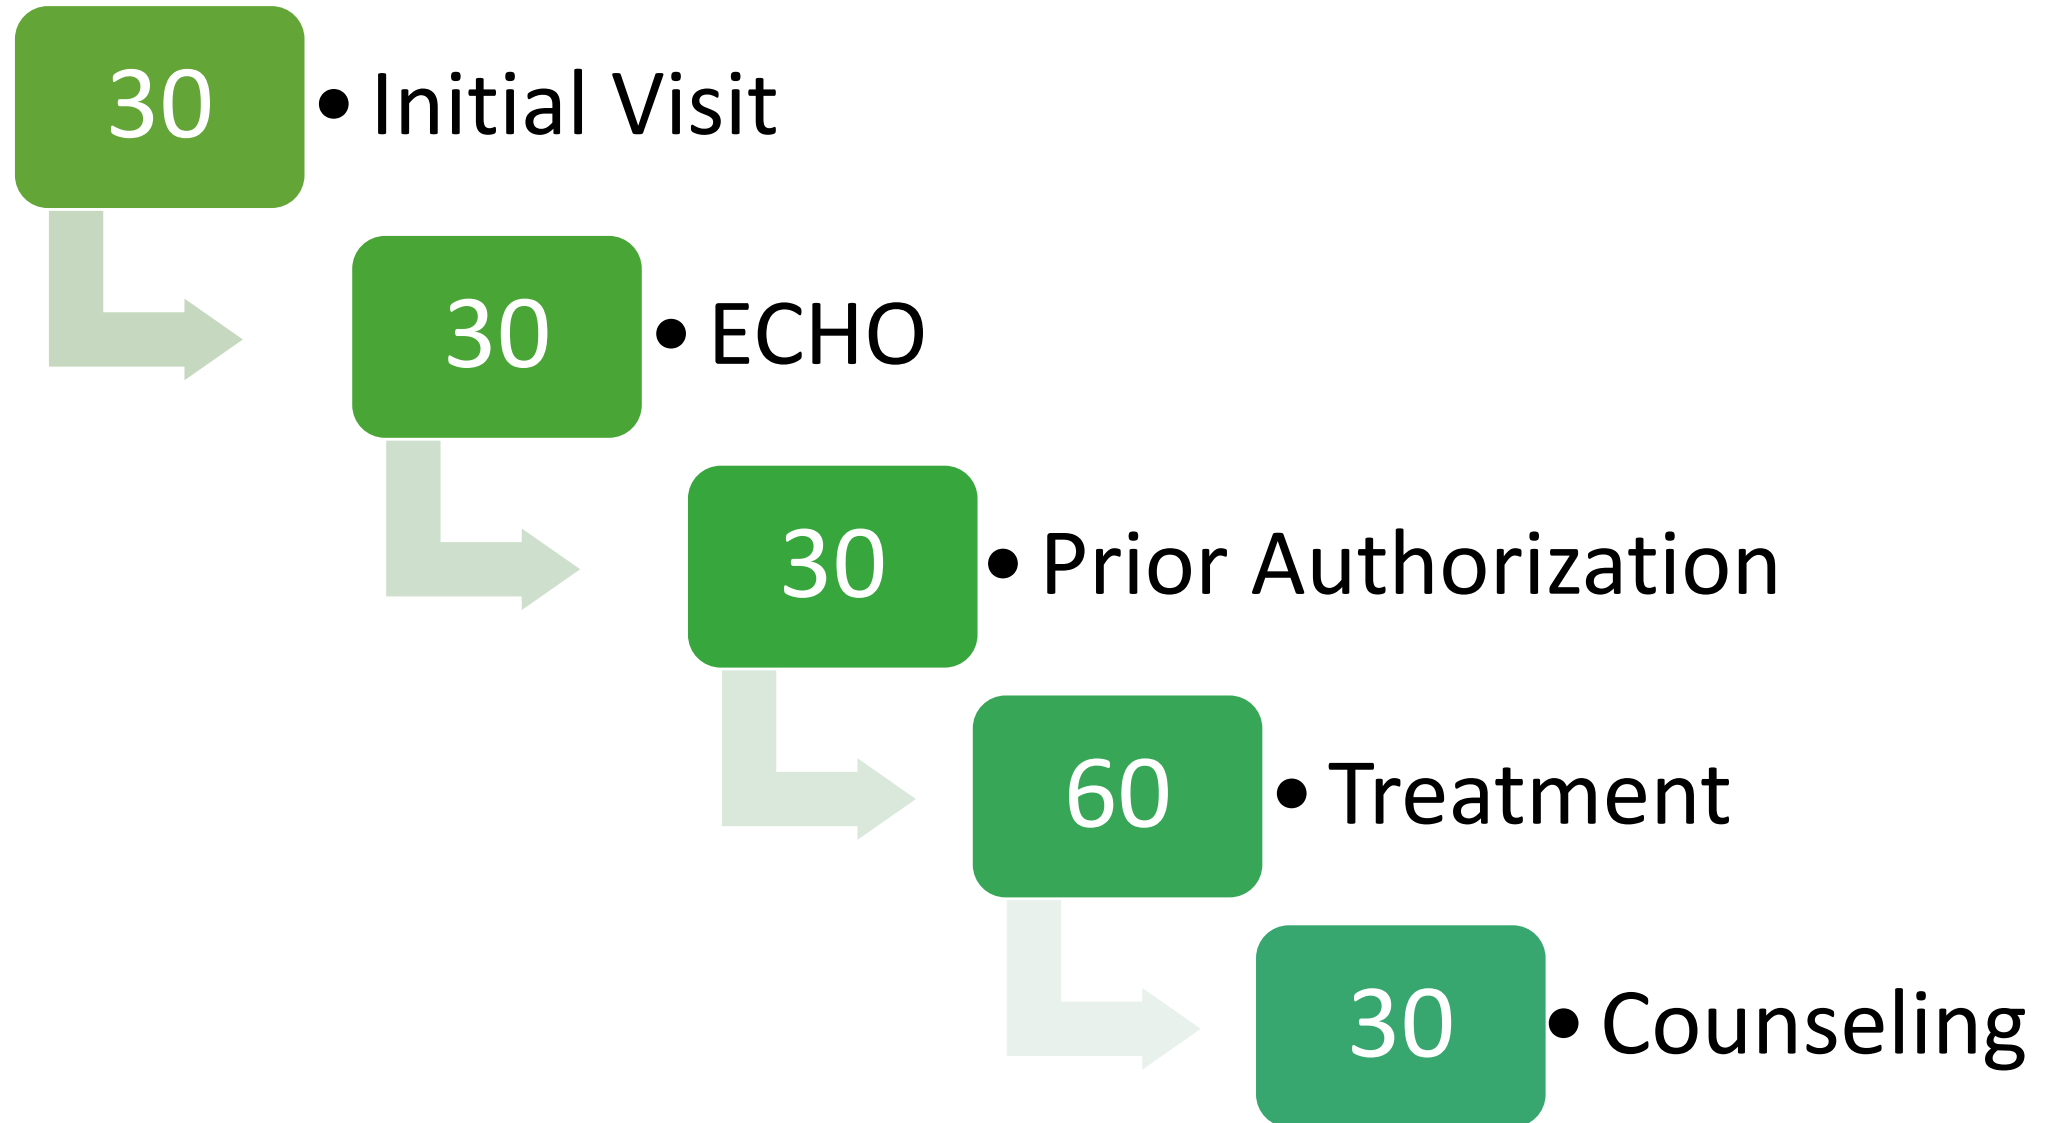 30 • Initial Visit
30 • ECHO
30 • Prior Authorization
60 • Treatment
30 • Counseling